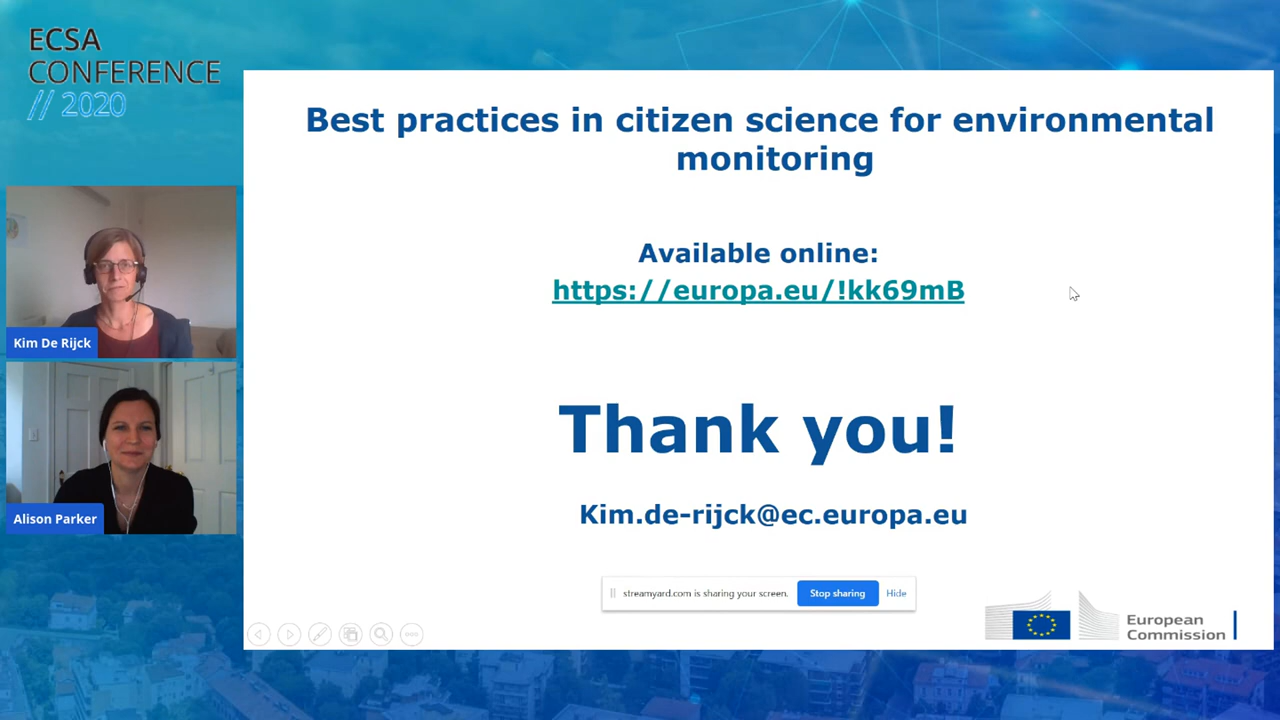 ECSA
CONFERENCE
// 2020
Kim De Rijck
Alison Parker
Best practices in citizen science for environmental
monitoring
Available online:
https://europa.eu/!kk69mB
Thank you!
Kim.de-rijck@ec.europa.eu
streamyard.com is sharing your screen.
Stop sharing
Hide
European
Commission